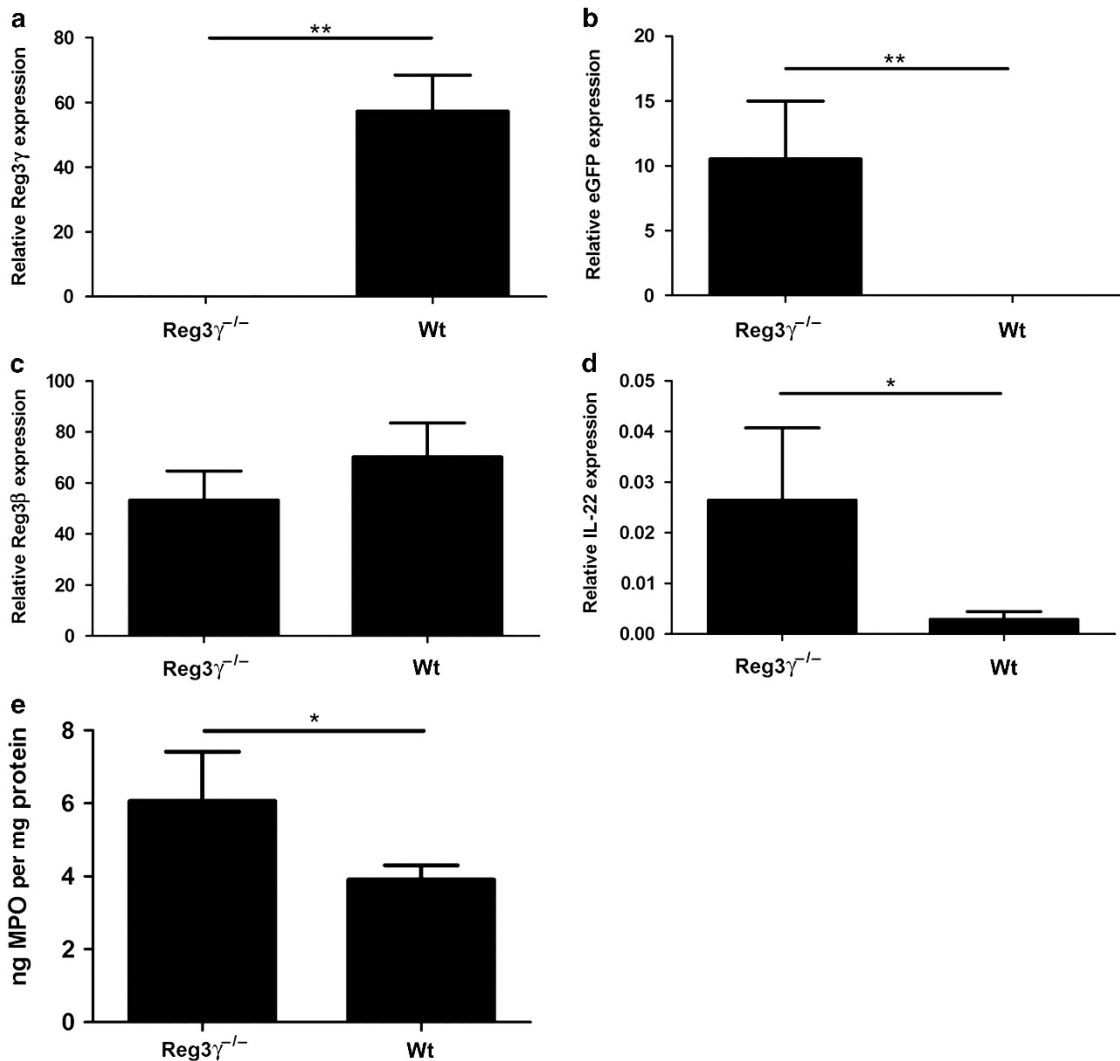 a
Relative Reg3γ expression
80
60
40
20
0
**
Reg3γ−/−
Wt
b
Relative eGFP expression
20
15
10
5
0
**
Reg3γ−/−
Wt
c
Relative Reg3β expression
100
80
60
40
20
0
Reg3γ−/−
Wt
d
Relative IL-22 expression
0.05
0.04
0.03
0.02
0.01
0.00
*
Reg3γ−/−
Wt
e
ng MPO per mg protein
8
6
4
2
0
*
Reg3γ−/−
Wt